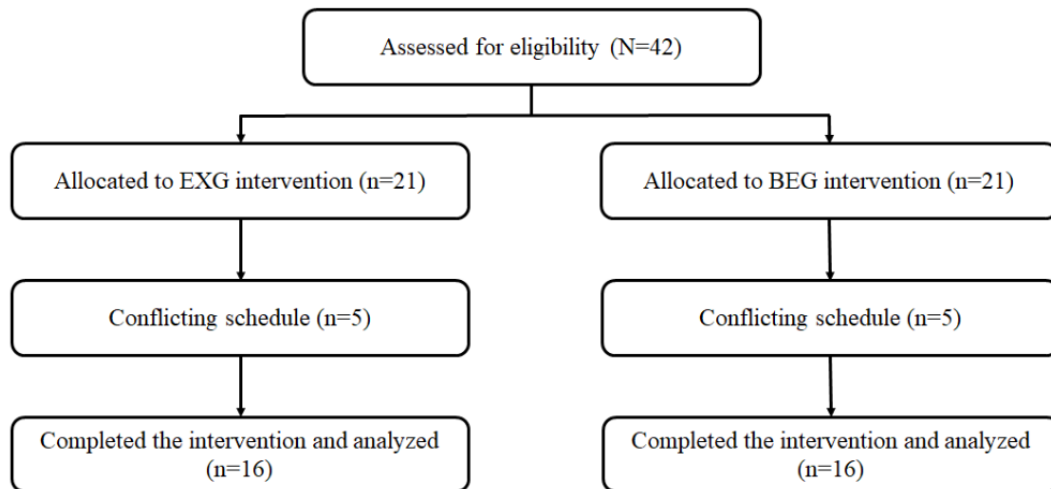 Assessed for eligibility (N=42)
Allocated to EXG intervention (n=21)
Allocated to BEG intervention (n=21)
Conflicting schedule (n=5)
Conflicting schedule (n=5)
Completed the intervention and analyzed
(n=16)
Completed the intervention and analyzed
(n=16)